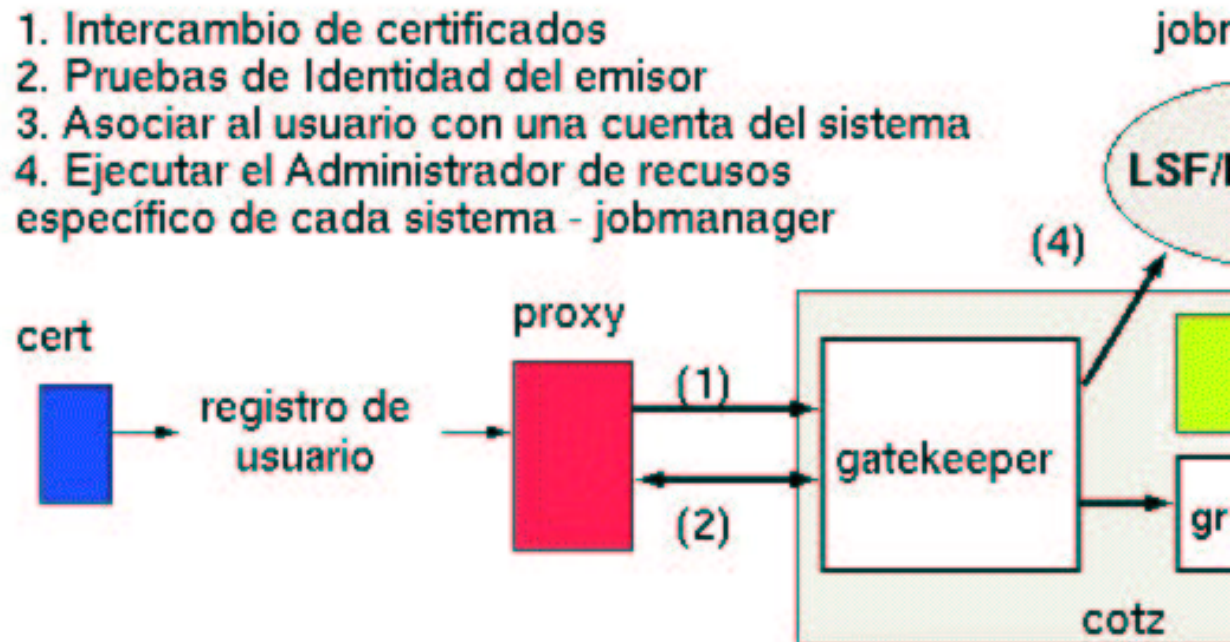 1. Intercambio de certificados
2. Pruebas de Identidad del emisor
3. Asociar al usuario con una cuenta del sistema
4. Ejecutar el Administrador de recusos
específico de cada sistema - jobmanager
(4)
cert
proxy
registro de
usuario
(1)
(2)
gatekeeper
cotz